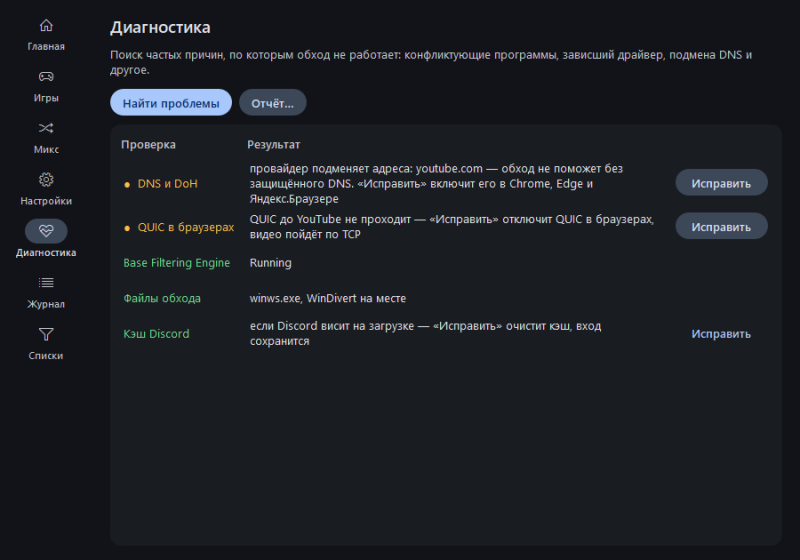 Главная
Игры
Микс
Настройки
Диагностика
Журнал
Списки
Диагностика
Поиск частых причин, по которым обход не работает: конфликтующие программы, зависший драйвер, подмена DNS и
другое.
Найти проблемы
Отчёт...
Проверка
Результат
DNS и DoH
провайдер подменяет адреса: youtube.com — обход не поможет без
защищённого DNS. «Исправить» включит его в Chrome, Edge и
Яндекс.Браузере
Исправить
QUIC в браузерах
QUIC до YouTube не проходит — «Исправить» отключит QUIC в браузерах,
видео пойдёт по TCP
Исправить
Base Filtering Engine
Running
Файлы обхода
winws.exe, WinDivert на месте
Кэш Discord
если Discord висит на загрузке — «Исправить» очистит кэш, вход
сохранится
Исправить